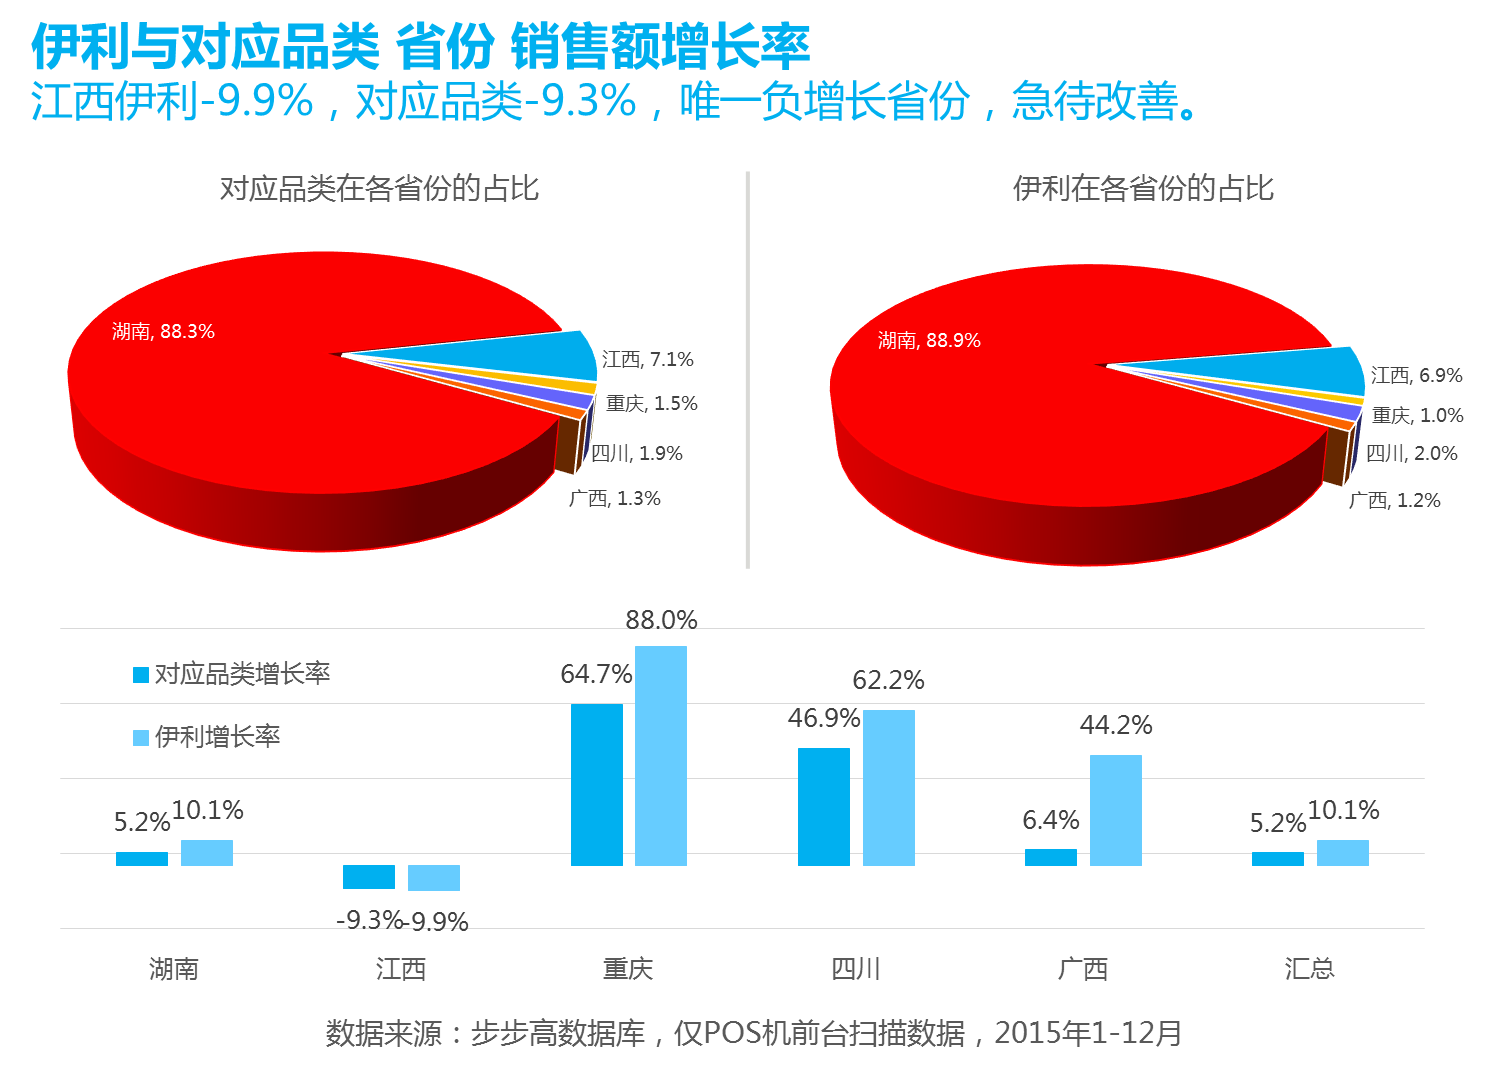 伊利与对应品类 省份 销售额增长率
江西伊利-9.9%，对应品类-9.3%，唯一负增长省份，急待改善。
对应品类在各省份的占比
湖南, 88.3%
江西, 7.1%
重庆, 1.5%
四川, 1.9%
广西, 1.3%
伊利在各省份的占比
湖南, 88.9%
江西, 6.9%
重庆, 1.0%
四川, 2.0%
广西, 1.2%
对应品类增长率
伊利增长率
5.2%
10.1%
-9.3%
-9.9%
64.7%
88.0%
46.9%
62.2%
6.4%
44.2%
5.2%
10.1%
湖南
江西
重庆
四川
广西
汇总
数据来源：步步高数据库，仅POS机前台扫描数据，2015年1-12月